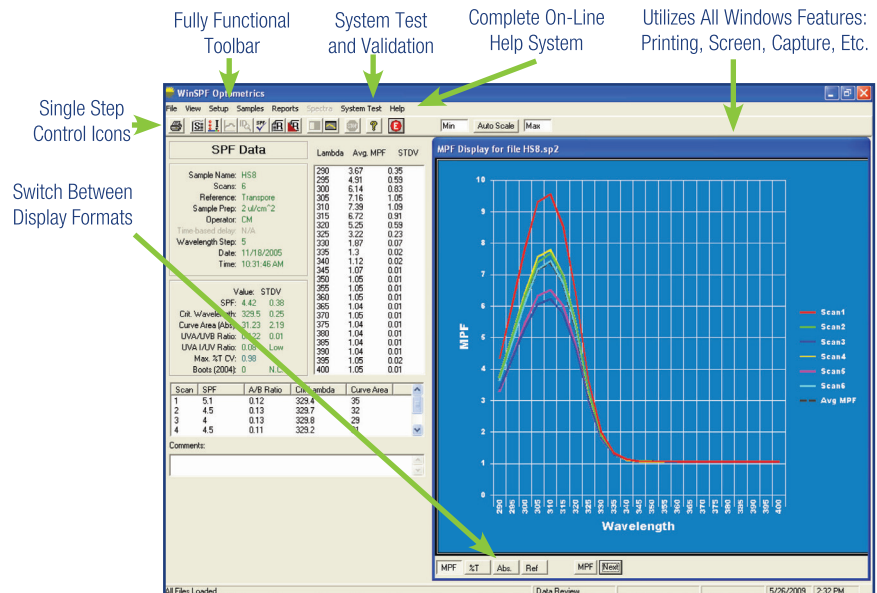 Fully Functional
Toolbar
System Test
and Validation
Complete On-Line
Help System
Utilizes All Windows Features:
Printing, Screen, Capture, Etc.
Single Step
Control Icons
Switch Between
Display Formats
WinSPF Optometrics
File View Setup Samples Reports Spectra System Test Help
Min Auto Scale Max
SPF Data
Sample Name: HS8
Scans: 6
Reference: Transpore
Sample Prep: 2 ul/cm^2
Operator: CM
Time-based delay: N/A
Wavelength Step: 5
Date: 11/18/2005
Time: 10:31:46 AM
Value: STDV
SPF: 4.42 0.38
Crit. Wavelength: 329.5 0.25
Curve Area (Abs): 31.23 2.19
UVA/UVB Ratio: 0.01
UVA I/UV Ratio: Low
Max. %T CV: 0.98
Boots (2004): 0
Lambda Avg. MPF STDV
290 3.67 0.35
295 4.91 0.59
300 6.14 0.83
305 7.16 1.05
310 7.39 1.09
315 6.72 0.91
320 5.25 0.59
325 3.22 0.23
330 1.87 0.07
335 1.3 0.02
340 1.12 0.02
345 1.07 0.01
350 1.05 0.01
355 1.05 0.01
360 1.05 0.01
365 1.04 0.01
370 1.05 0.01
375 1.04 0.01
380 1.04 0.01
385 1.04 0.01
390 1.04 0.01
395 1.05 0.02
400 1.05 0.01
Scan SPF A/B Ratio Curve Area
1 5.1 0.12 329.4 35
2 4.5 0.13 329.7 32
3 4 0.13 329.8 29
4 4.5 0.11 329.2
Comments:
MPF Display for file HS8.sp2
MPF
10
9
8
7
6
5
4
3
2
1
0
290 295 300 305 310 315 320 325 330 335 340 345 350 355 360 365 370 375 380 385 390 395 400
Wavelength
Scan1
Scan2
Scan3
Scan4
Scan5
Scan6
Avg MPF
MPF %T Abs. Ref MPF Next
All Files Loaded Data Review 5/26/2009 2:32 PM